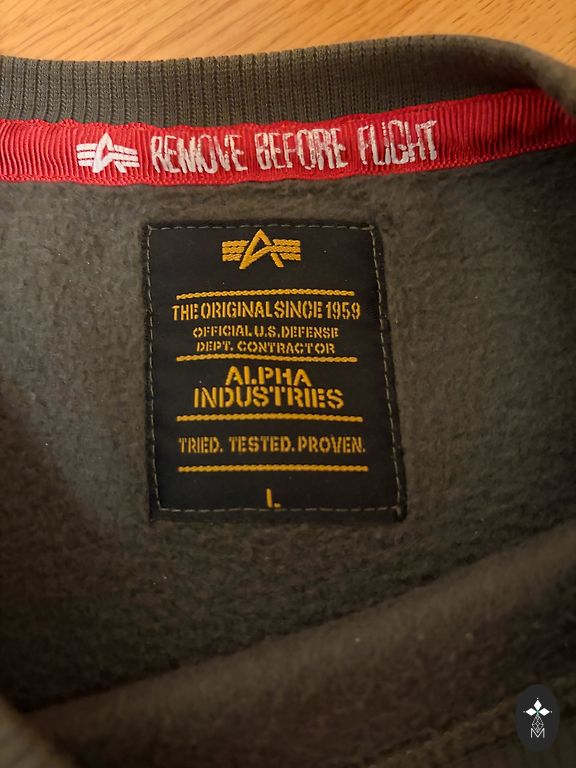 REMOVE BEFORE FLIGHT
THE ORIGINAL SINCE 1959
OFFICIAL U.S. DEFENSE
DEPT. CONTRACTOR
ALPHA
INDUSTRIES
TRIED. TESTED. PROVEN.
L
M